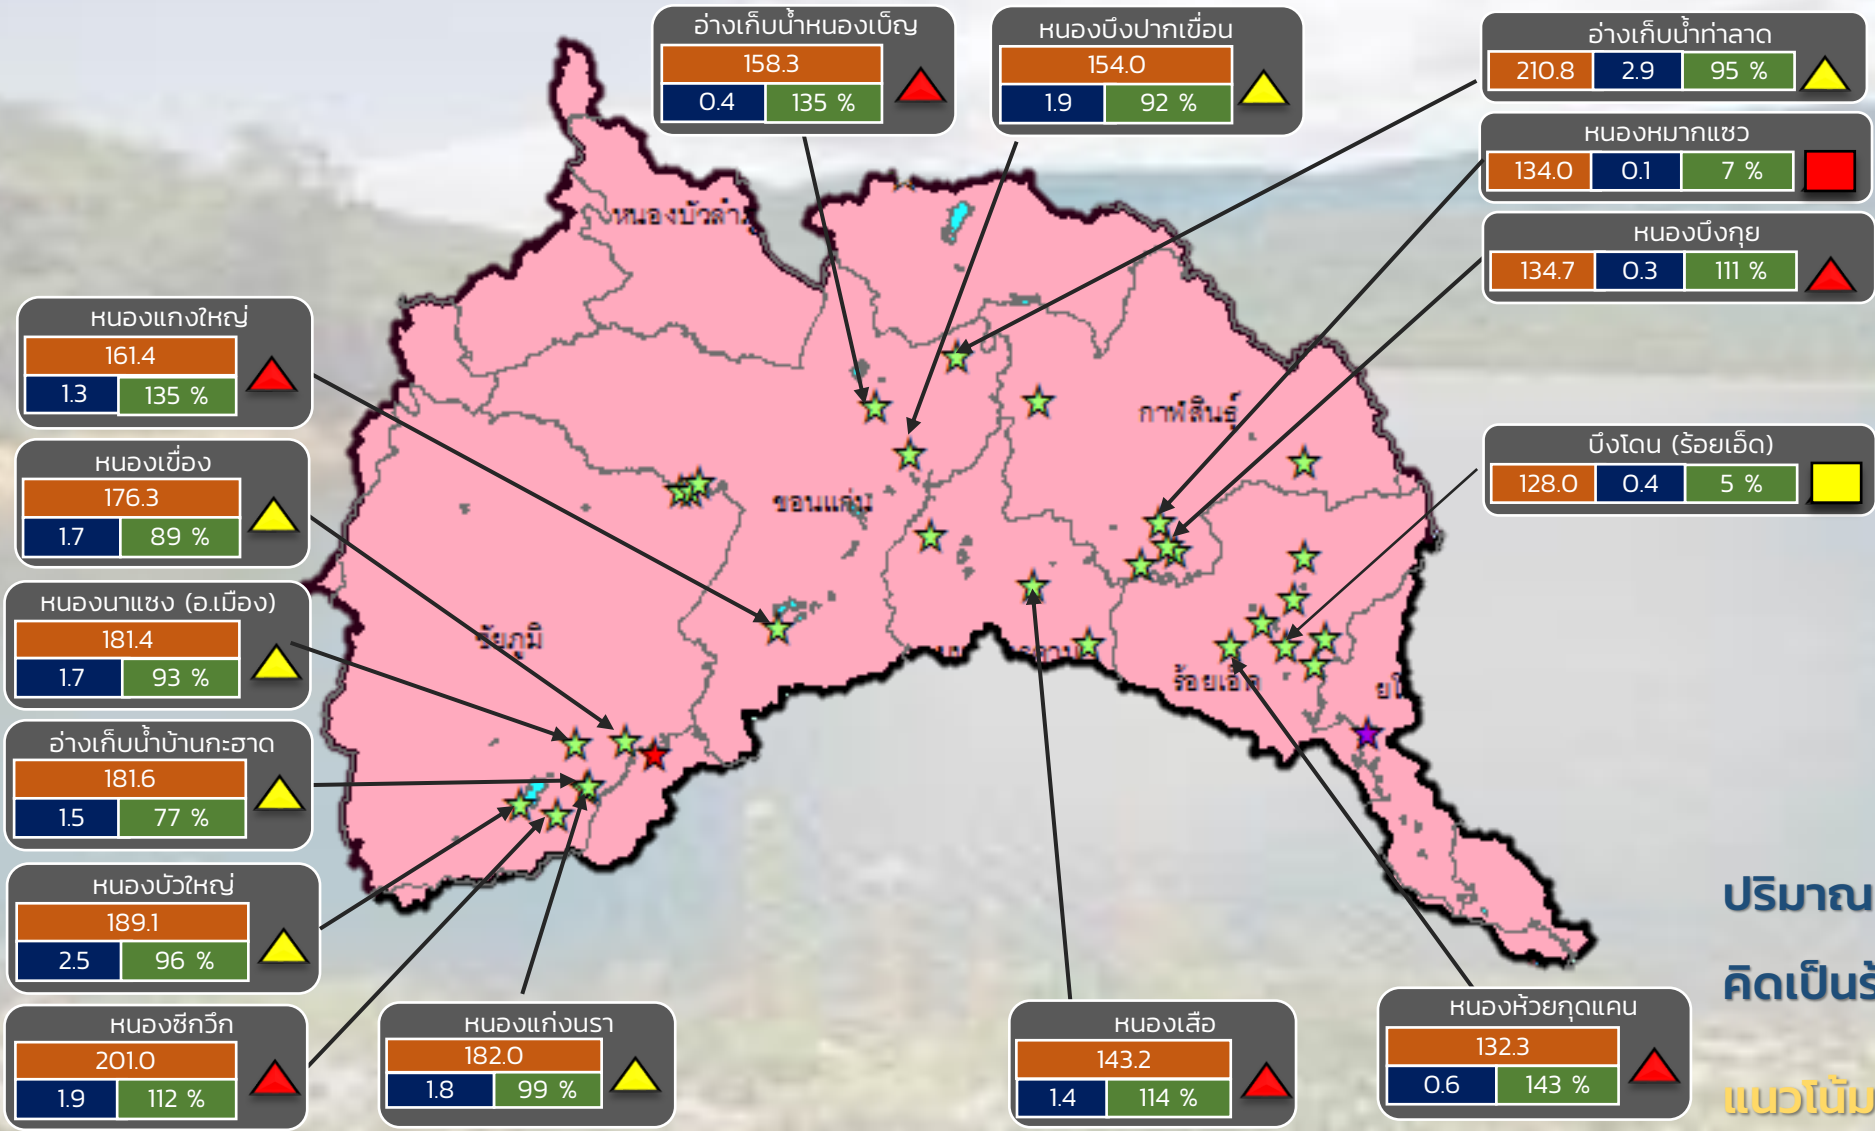 อ่างเก็บน้ำหนองเบ็ญ
158.3
0.4 135 %
หนองบึงปากเขื่อน
154.0
1.9 92 %
อ่างเก็บน้ำท่าลาด
210.8 2.9 95 %
หนองหมากแซว
134.0 0.1 7 %
หนองบึงกุย
134.7 0.3 111 %
หนองบัวลำภู
หนองแกงใหญ่
161.4
1.3 135 %
กาฬสินธุ์
บึงโดน (ร้อยเอ็ด)
128.0 0.4 5 %
หนองเขื่อง
176.3
1.7 89 %
ขอนแก่น
หนองนาแซง (อ.เมือง)
181.4
1.7 93 %
ชัยภูมิ
ร้อยเอ็ด
อ่างเก็บน้ำบ้านกะฮาด
181.6
1.5 77 %
หนองบัวใหญ่
189.1
2.5 96 %
ปริมาณ
คิดเป็นร้
หนองซีกวึก
201.0
1.9 112 %
หนองแก่งนรา
182.0
1.8 99 %
หนองเสือ
143.2
1.4 114 %
หนองห้วยกุดแคน
132.3
0.6 143 %
แนวโน้ม